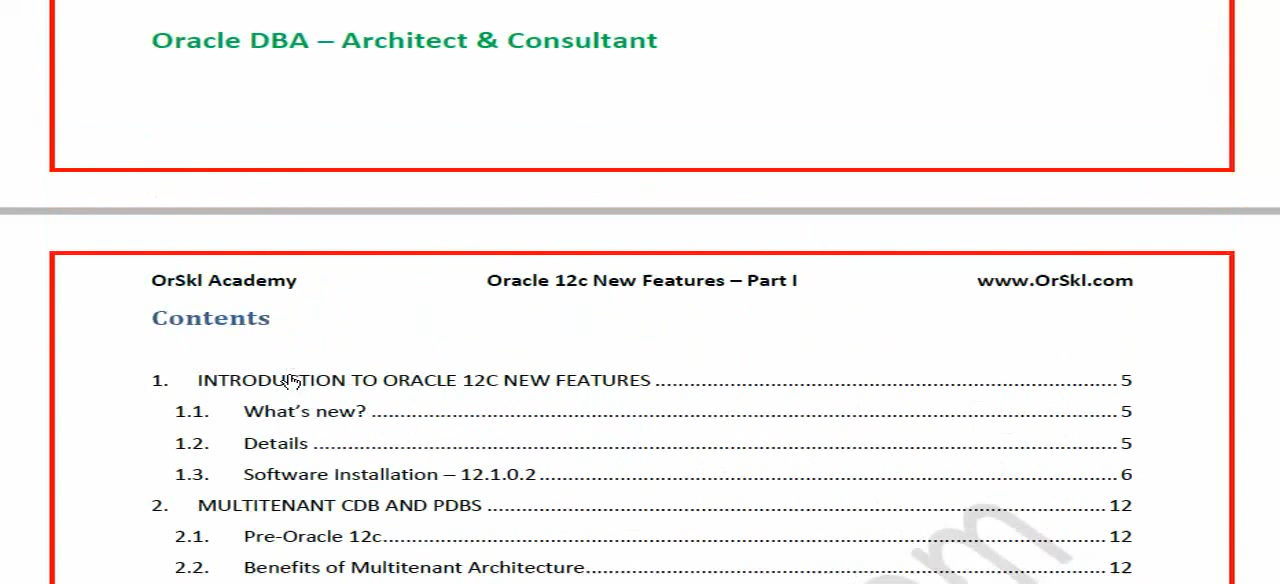 Oracle DBA – Architect & Consultant
OrSkl Academy Oracle 12c New Features – Part I www.OrSkl.com
Contents
1. INTRODUCTION TO ORACLE 12C NEW FEATURES 5
1.1. What's new? 5
1.2. Details 5
1.3. Software Installation – 12.1.0.2 6
2. MULTITENANT CDB AND PDBS 12
2.1. Pre-Oracle 12c 12
2.2. Benefits of Multitenant Architecture 12